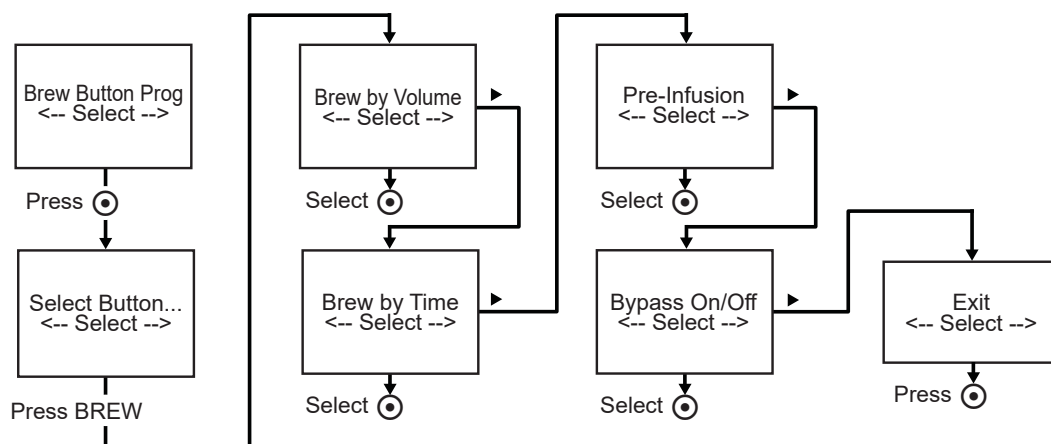 Brew Button Prog
<-- Select -->
Press
Select Button...
<-- Select -->
Press BREW
Brew by Volume
<-- Select -->
Select
Brew by Time
<-- Select -->
Select
Pre-Infusion
<-- Select -->
Select
Bypass On/Off
<-- Select -->
Select
Exit
<-- Select -->
Press